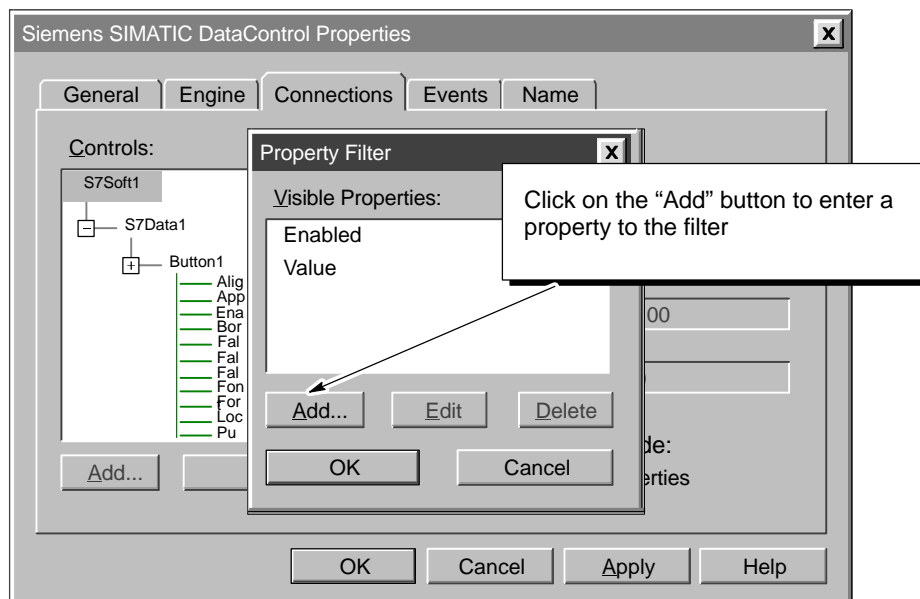 Siemens SIMATIC DataControl Properties
X
General Engine Connections Events Name
Controls:
S7Soft1
S7Data1
Button1
Alig
App
Ena
Bor
Fal
Fal
Fal
Fon
For
Loc
Pu
Add...
Property Filter
X
Visible Properties:
Enabled
Value
Add... Edit Delete
OK Cancel
Click on the “Add” button to enter a
property to the filter
00
de:
erties
OK Cancel Apply Help